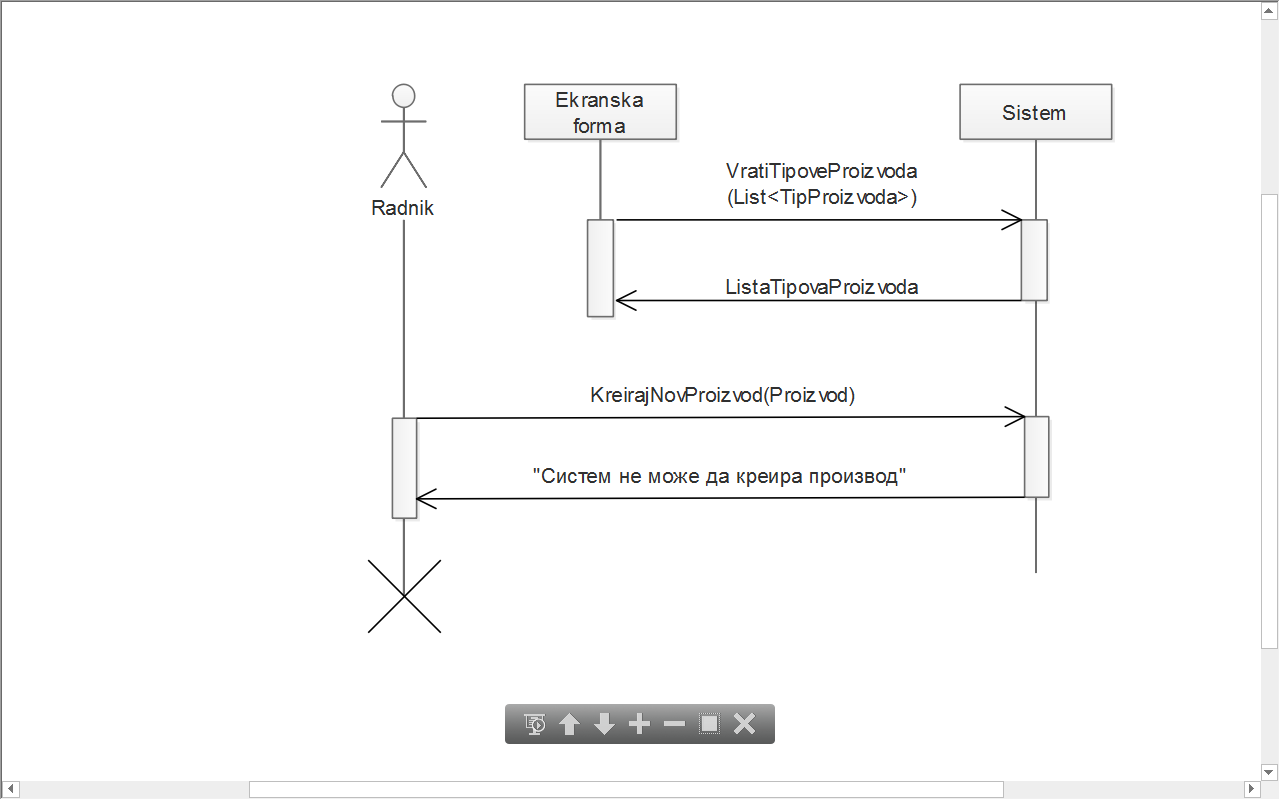 Ekranska
forma
Sistem
Radnik
VratiTipoveProizvoda
(List<TipProizvoda>)
ListaTipovaProizvoda
KreirajNovProizvod(Proizvod)
"Систем не може да креира производ"